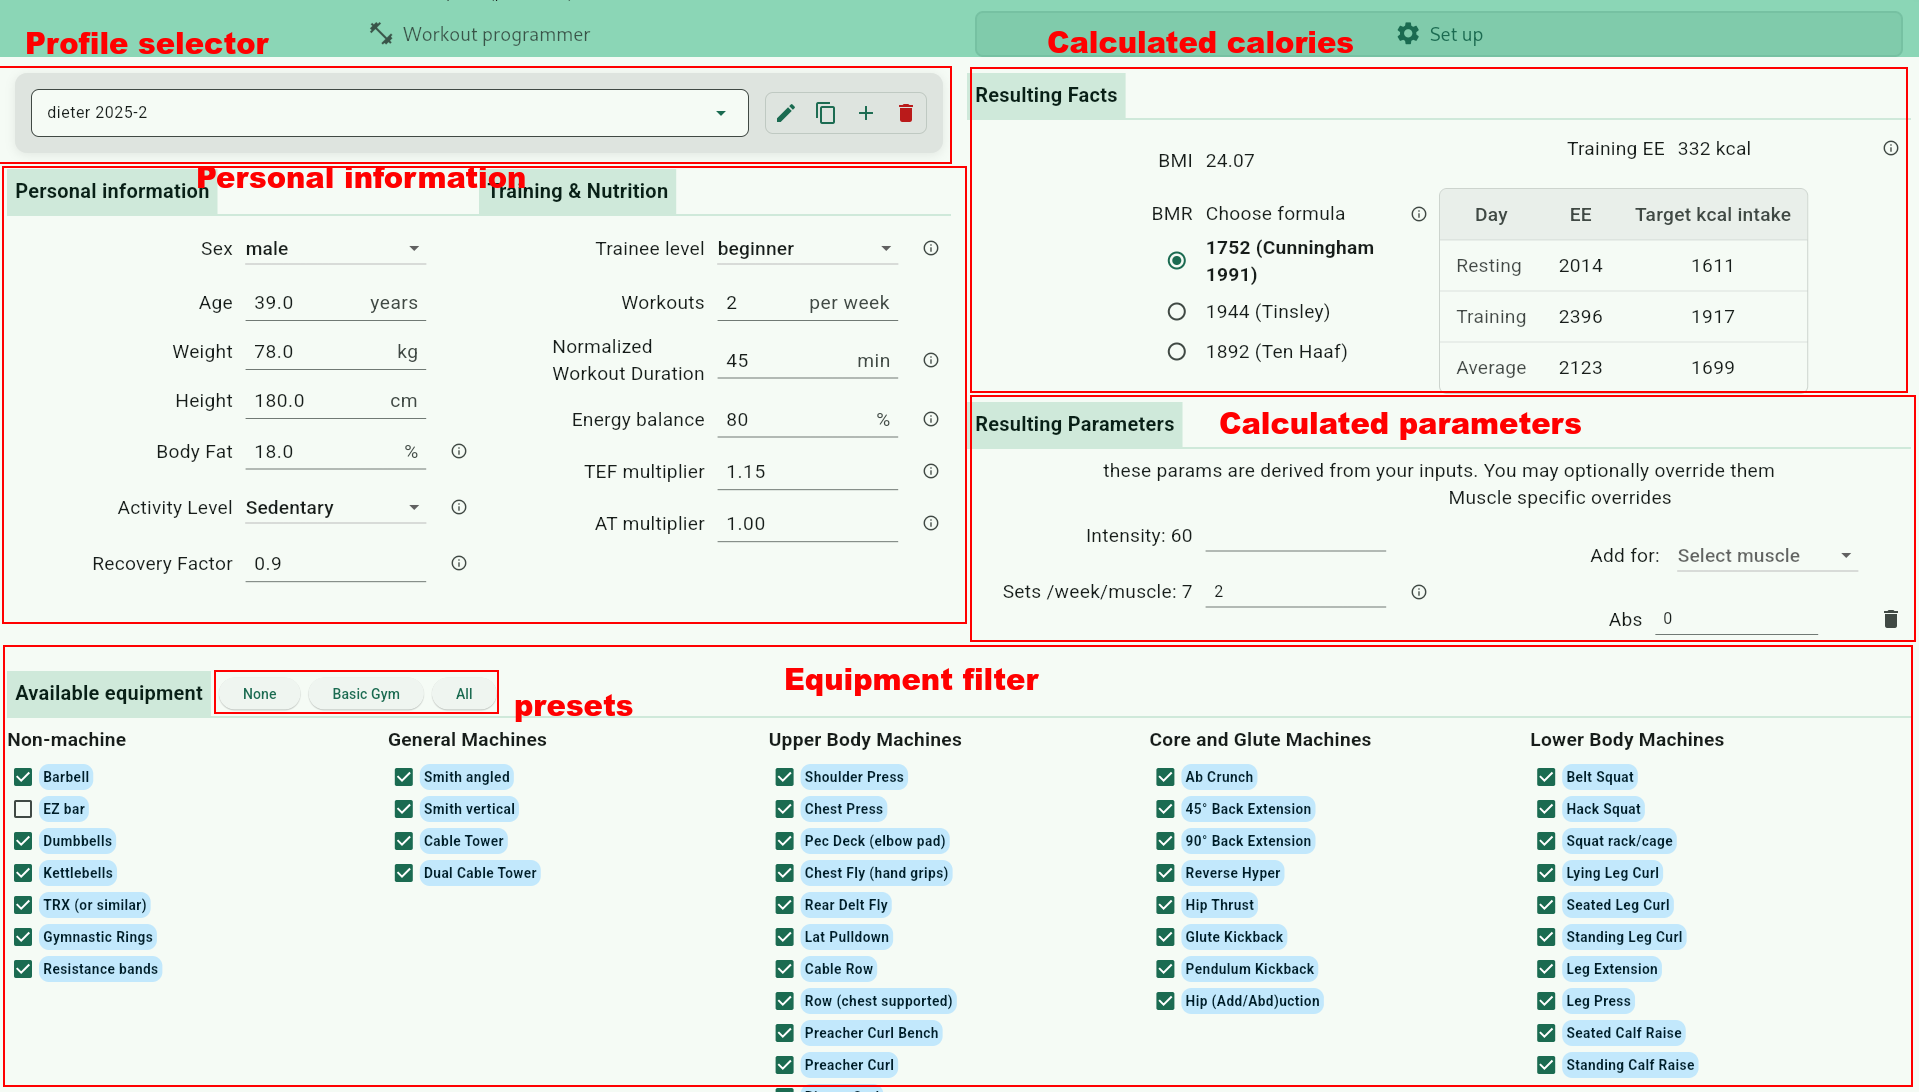 Profile selector
Workout programmer
Calculated calories
Set up
dieter 2025-2
Personal information
Personal information
Training & Nutrition
Sex male
Age 39.0 years
Weight 78.0 kg
Height 180.0 cm
Body Fat 18.0 %
Activity Level Sedentary
Recovery Factor 0.9
Trainee level beginner
Workouts 2 per week
Normalized
Workout Duration 45 min
Energy balance 80 %
TEF multiplier 1.15
AT multiplier 1.00
Resulting Facts
BMI 24.07
BMR Choose formula
1752 (Cunningham
1991)
1944 (Tinsley)
1892 (Ten Haaf)
Training EE 332 kcal
Day EE Target kcal intake
Resting 2014 1611
Training 2396 1917
Average 2123 1699
Resulting Parameters
Calculated parameters
these params are derived from your inputs. You may optionally override them
Muscle specific overrides
Intensity: 60
Sets /week/muscle: 7 2
Add for: Select muscle
Abs 0
Available equipment
None
Basic Gym
All
presets
Equipment filter
Non-machine
Barbell
EZ bar
Dumbbells
Kettlebells
TRX (or similar)
Gymnastic Rings
Resistance bands
General Machines
Smith angled
Smith vertical
Cable Tower
Dual Cable Tower
Upper Body Machines
Shoulder Press
Chest Press
Pec Deck (elbow pad)
Chest Fly (hand grips)
Rear Delt Fly
Lat Pulldown
Cable Row
Row (chest supported)
Preacher Curl Bench
Preacher Curl
Core and Glute Machines
Ab Crunch
45° Back Extension
90° Back Extension
Reverse Hyper
Hip Thrust
Glute Kickback
Pendulum Kickback
Hip (Add/Abd)uction
Lower Body Machines
Belt Squat
Hack Squat
Squat rack/cage
Lying Leg Curl
Seated Leg Curl
Standing Leg Curl
Leg Extension
Leg Press
Seated Calf Raise
Standing Calf Raise